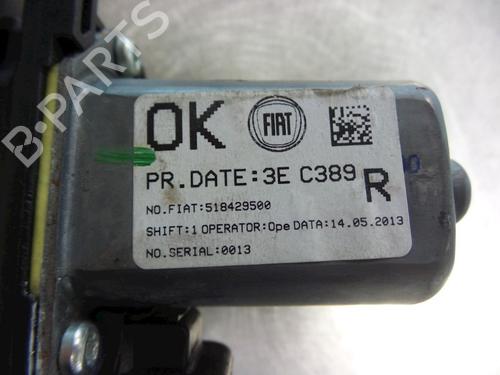 B-PARTS
OK FIAT
PR.DATE:3E C389 R
NO.FIAT:518429500
SHIFT:1 OPERATOR:Ope DATA:14.05.2013
NO.SERIAL:0013